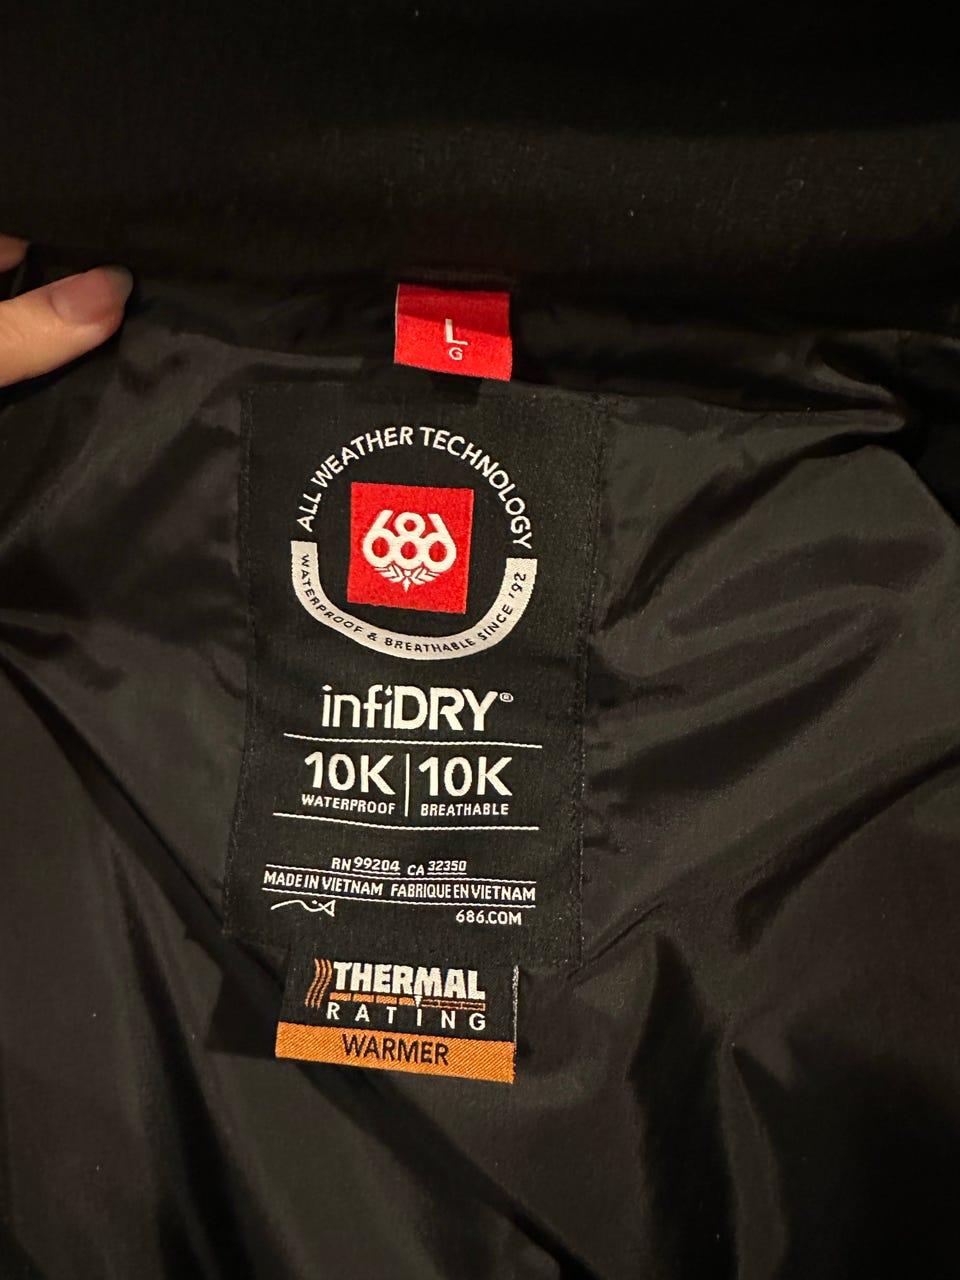 L
G
ALL WEATHER TECHNOLOGY
686
WATERPROOF & BREATHABLE SINCE '92
infiDRY®
10K | 10K
WATERPROOF BREATHABLE
RN 99204 CA 32350
MADE IN VIETNAM FABRIQUE EN VIETNAM
686.COM
THERMAL
RATING
WARMER